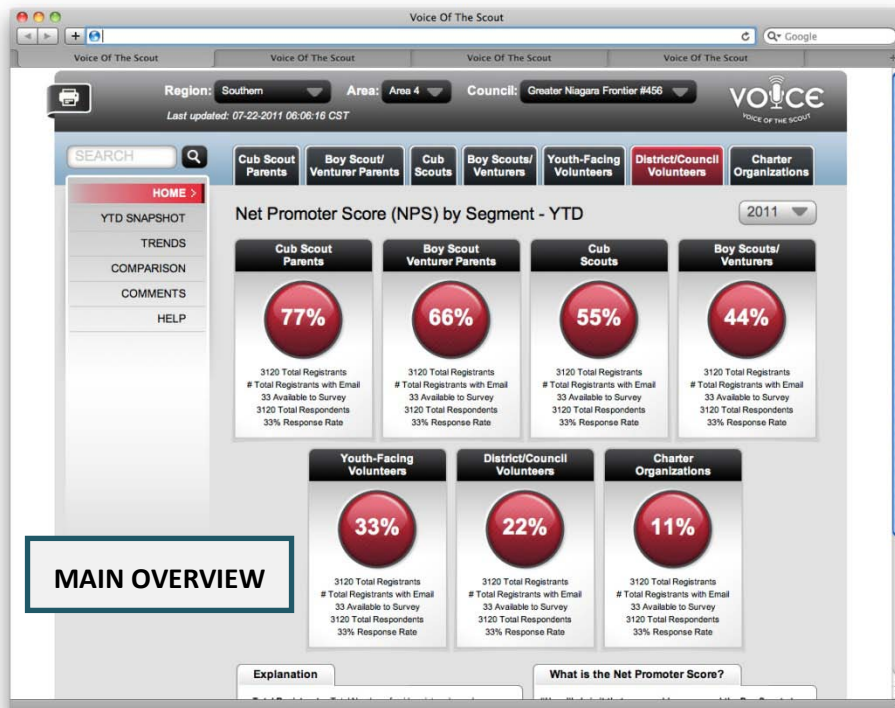 Voice Of The Scout
Google
Voice Of The Scout
Voice Of The Scout
Voice Of The Scout
Voice Of The Scout
Region: Southern Area: Area 4 Council: Greater Niagara Frontier #456
Last updated: 07-22-2011 06:06:16 CST
VOICE
VOICE OF THE SCOUT
SEARCH
Cub Scout
Parents
Boy Scout/
Venturer Parents
Cub
Scouts
Boy Scouts/
Venturers
Youth-Facing
Volunteers
District/Council
Volunteers
Charter
Organizations
HOME >
YTD SNAPSHOT
TRENDS
COMPARISON
COMMENTS
HELP
Net Promoter Score (NPS) by Segment - YTD
2011
Cub Scout
Parents
77%
3120 Total Registrants
# Total Registrants with Email
33 Available to Survey
3120 Total Respondents
33% Response Rate
Boy Scout
Venturer Parents
66%
3120 Total Registrants
# Total Registrants with Email
33 Available to Survey
3120 Total Respondents
33% Response Rate
Cub
Scouts
55%
3120 Total Registrants
# Total Registrants with Email
33 Available to Survey
3120 Total Respondents
33% Response Rate
Boy Scouts/
Venturers
44%
3120 Total Registrants
# Total Registrants with Email
33 Available to Survey
3120 Total Respondents
33% Response Rate
Youth-Facing
Volunteers
33%
3120 Total Registrants
# Total Registrants with Email
33 Available to Survey
3120 Total Respondents
33% Response Rate
District/Council
Volunteers
22%
3120 Total Registrants
# Total Registrants with Email
33 Available to Survey
3120 Total Respondents
33% Response Rate
Charter
Organizations
11%
3120 Total Registrants
# Total Registrants with Email
33 Available to Survey
3120 Total Respondents
33% Response Rate
MAIN OVERVIEW
Explanation
What is the Net Promoter Score?